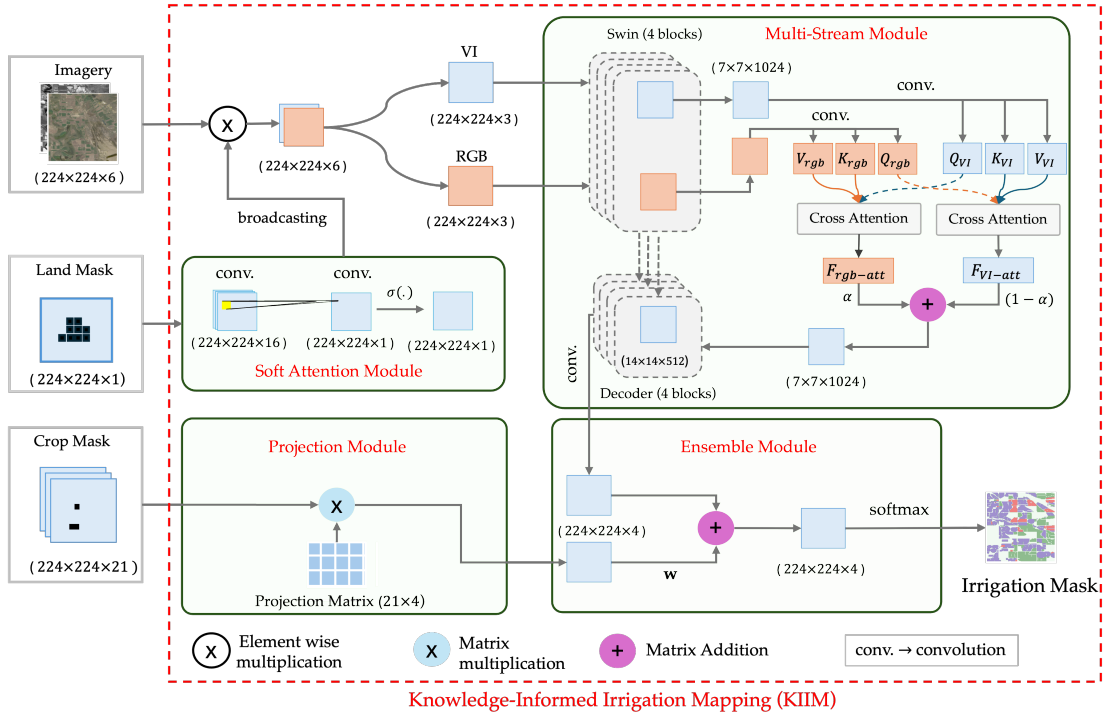 Imagery
(224×224×6)
Land Mask
(224×224×1)
Crop Mask
(224×224×21)
x
(224×224×6)
broadcasting
VI
(224×224×3)
RGB
(224×224×3)
conv.
conv.
σ(.)
(224×224×16)
(224×224×1)
(224×224×1)
Soft Attention Module
Swin (4 blocks)
Multi-Stream Module
(7×7×1024)
conv.
conv.
V_rgb
K_rgb
Q_rgb
Q_VI
K_VI
V_VI
Cross Attention
Cross Attention
F_rgb−att
F_VI−att
α
+
(1 − α)
(7×7×1024)
(14×14×512)
Decoder (4 blocks)
conv.
Projection Module
x
Projection Matrix (21×4)
Ensemble Module
(224×224×4)
+
w
(224×224×4)
softmax
Irrigation Mask
x
Element wise
multiplication
x
Matrix
multiplication
+
Matrix Addition
conv. → convolution
Knowledge-Informed Irrigation Mapping (KIIM)